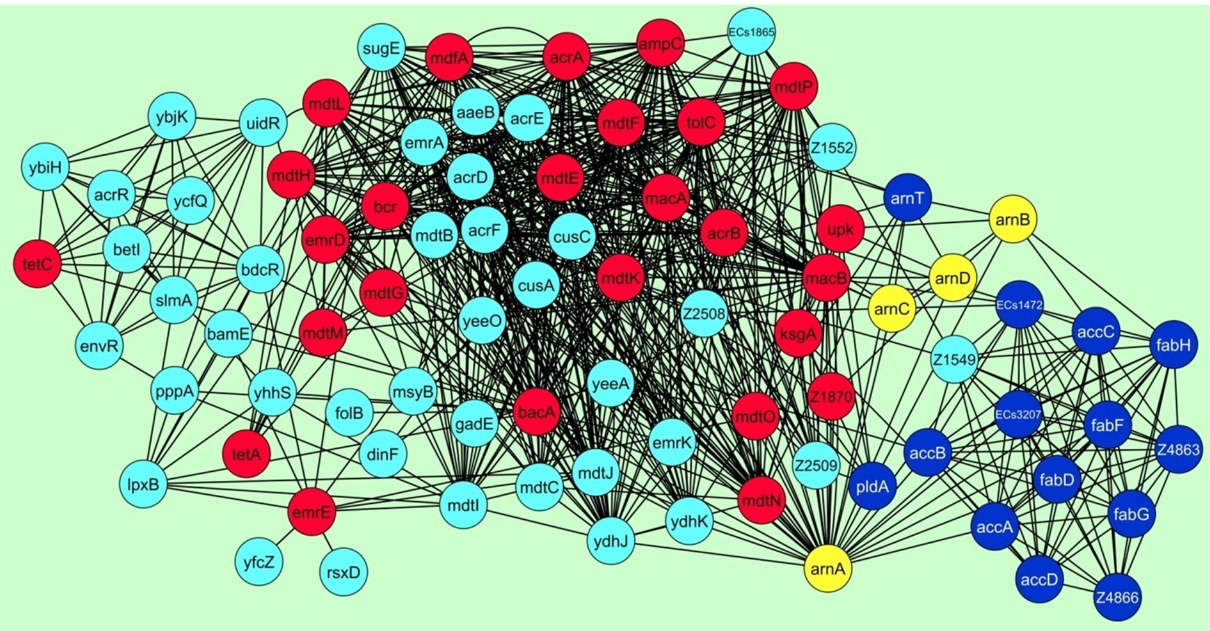 ECs1865
sugE
mdfA
acrA
ampC
mdtP
mdtL
aaeB
acrE
mdtF
tolC
ybjK
uidR
emrA
Z1552
ybiH
mdtH
acrD
mdtE
acrR
ycfQ
bcr
macA
arnT
arnB
emrD
mdtB
acrF
cusC
acrB
upk
betI
tetC
bdcR
mdtG
cusA
mdtK
macB
arnD
slmA
arnC
ECs1472
yeeO
Z2508
bamE
mdtM
ksgA
accC
envR
fabH
Z1549
pppA
yhhS
msyB
yeeA
Z1870
folB
bacA
mdtO
ECs3207
gadE
fabF
tetA
dinF
emrK
accB
Z4863
lpxB
mdtJ
Z2509
mdtC
pldA
fabD
mdtI
mdtN
emrE
fabG
ydhK
accA
ydhJ
yfcZ
rsxD
arnA
accD
Z4866